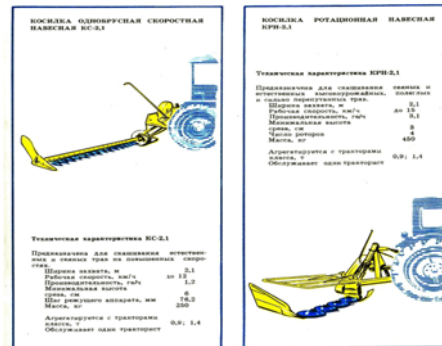 КОСИЛКА ОДНОБРУСНАЯ СКОРОСТНАЯ
НАВЕСНАЯ КС-2,1
Техническая характеристика КС-2,1
Предназначена для скашивания естествен-
ных и сеяных трав на повышенных скоро-
стях.
Ширина захвата, м 2,1
Рабочая скорость, км/ч до 12
Производительность, га/ч 1,2
Минимальная высота
среза, см 6
Шаг режущего аппарата, мм 76,2
Масса, кг 250
Агрегатируется с тракторами
класса, т 0,9; 1,4
Обслуживает один тракторист
КОСИЛКА РОТАЦИОННАЯ НАВЕСНАЯ
КРН-2,1
Техническая характеристика КРН-2,1
Предназначена для скашивания сеяных и
естественных высокоурожайных, полеглых
и сильно перепутанных трав.
Ширина захвата, м 2,1
Рабочая скорость, км/ч до 15
Производительность, га/ч 3,1
Минимальная высота
среза, см
Число роторов 4
Масса, кг 450
Агрегатируется с тракторами
класса, т 0,9; 1,4
Обслуживает один тракторист